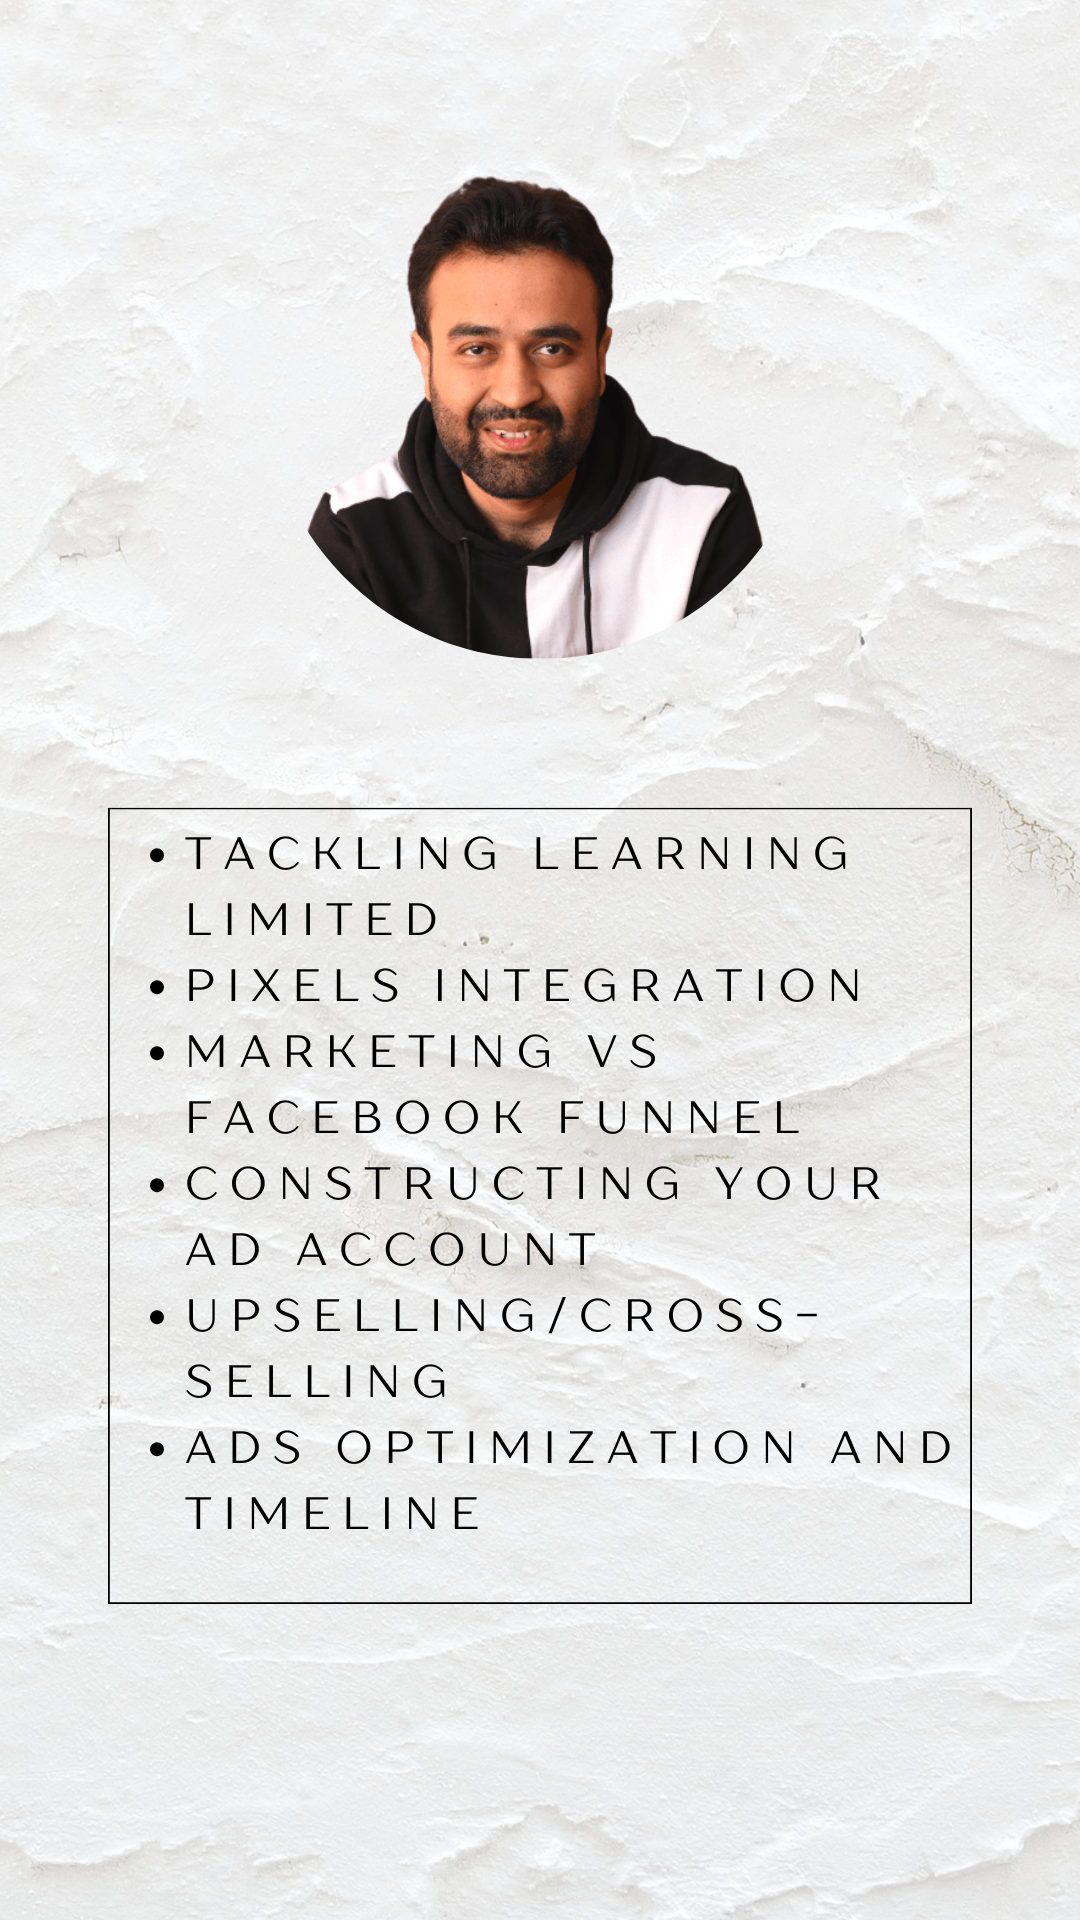 • TACKLING LEARNING
LIMITED
• PIXELS INTEGRATION
• MARKETING VS
FACEBOOK FUNNEL
• CONSTRUCTING YOUR
AD ACCOUNT
• UPSELLING/CROSS-
SELLING
• ADS OPTIMIZATION AND
TIMELINE